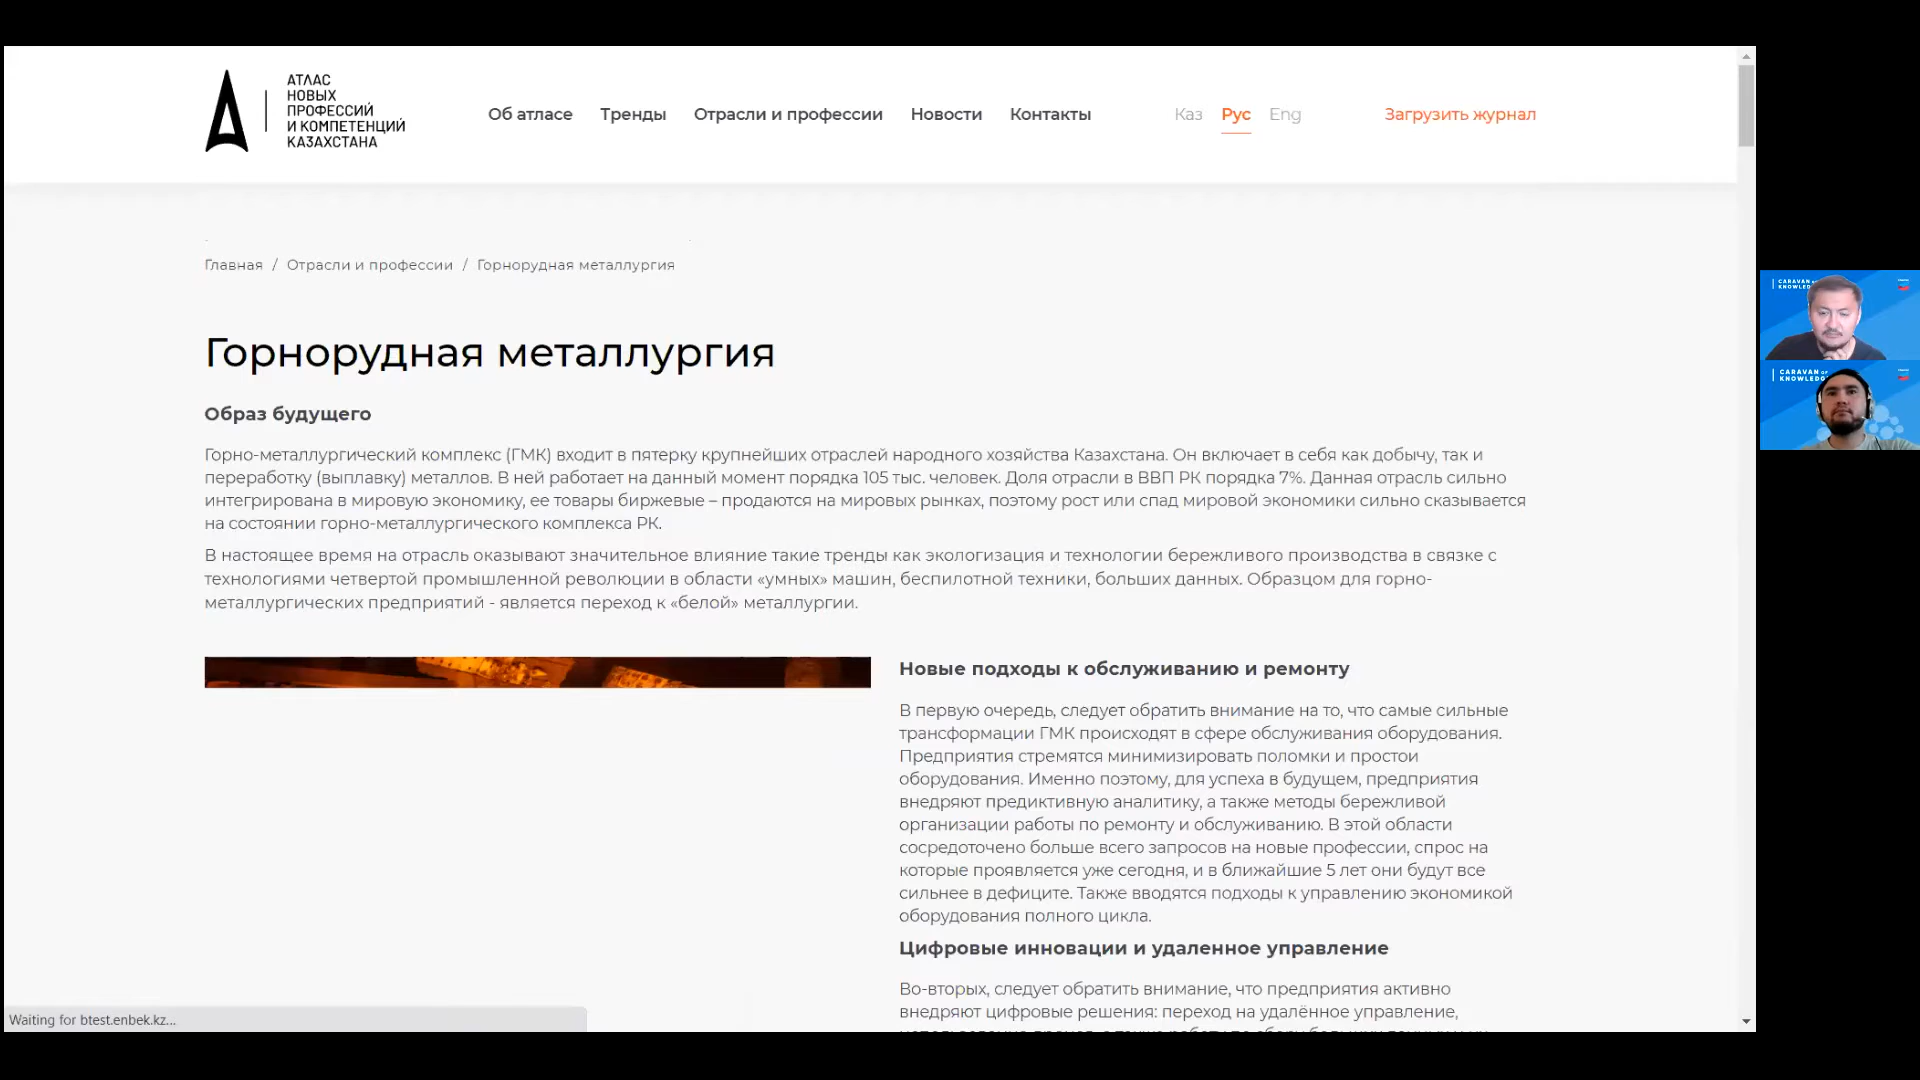 АТЛАС
НОВЫХ
ПРОФЕССИЙ
И КОМПЕТЕНЦИЙ
КАЗАХСТАНА
Об атласе
Тренды
Отрасли и профессии
Новости
Контакты
Каз
Рус
Eng
Загрузить журнал
Главная / Отрасли и профессии / Горнорудная металлургия
Горнорудная металлургия
Образ будущего
Горно-металлургический комплекс (ГМК) входит в пятерку крупнейших отраслей народного хозяйства Казахстана. Он включает в себя как добычу, так и
переработку (выплавку) металлов. В ней работает на данный момент порядка 105 тыс. человек. Доля отрасли в ВВП РК порядка 7%. Данная отрасль сильно
интегрирована в мировую экономику, ее товары биржевые – продаются на мировых рынках, поэтому рост или спад мировой экономики сильно сказывается
на состоянии горно-металлургического комплекса РК.
В настоящее время на отрасль оказывают значительное влияние такие тренды как экологизация и технологии бережливого производства в связке с
технологиями четвертой промышленной революции в области «умных» машин, беспилотной техники, больших данных. Образцом для горно-
металлургических предприятий - является переход к «белой» металлургии.
Новые подходы к обслуживанию и ремонту
В первую очередь, следует обратить внимание на то, что самые сильные
трансформации ГМК происходят в сфере обслуживания оборудования.
Предприятия стремятся минимизировать поломки и простои
оборудования. Именно поэтому, для успеха в будущем, предприятия
внедряют предиктивную аналитику, а также методы бережливой
организации работы по ремонту и обслуживанию. В этой области
сосредоточено больше всего запросов на новые профессии, спрос на
которые проявляется уже сегодня, и в ближайшие 5 лет они будут все
сильнее в дефиците. Также вводятся подходы к управлению экономикой
оборудования полного цикла.
Цифровые инновации и удаленное управление
Во-вторых, следует обратить внимание, что предприятия активно
внедряют цифровые решения: переход на удалённое управление,
Waiting for btest.enbek.kz...
CARAVAN OF
CARAVAN OF